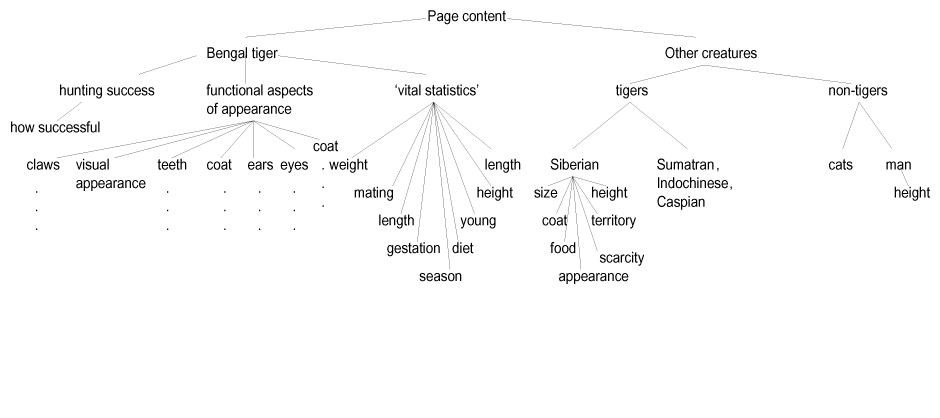 Page content
Bengal tiger
Other creatures
hunting success
functional aspects
of appearance
'vital statistics'
tigers
non-tigers
how successful
coat
claws
visual
appearance
teeth
coat
ears
eyes
weight
length
mating
height
length
young
gestation
diet
season
Siberian
Sumatran,
Indochinese,
Caspian
size
height
coat
territory
food
scarcity
appearance
cats
man
height